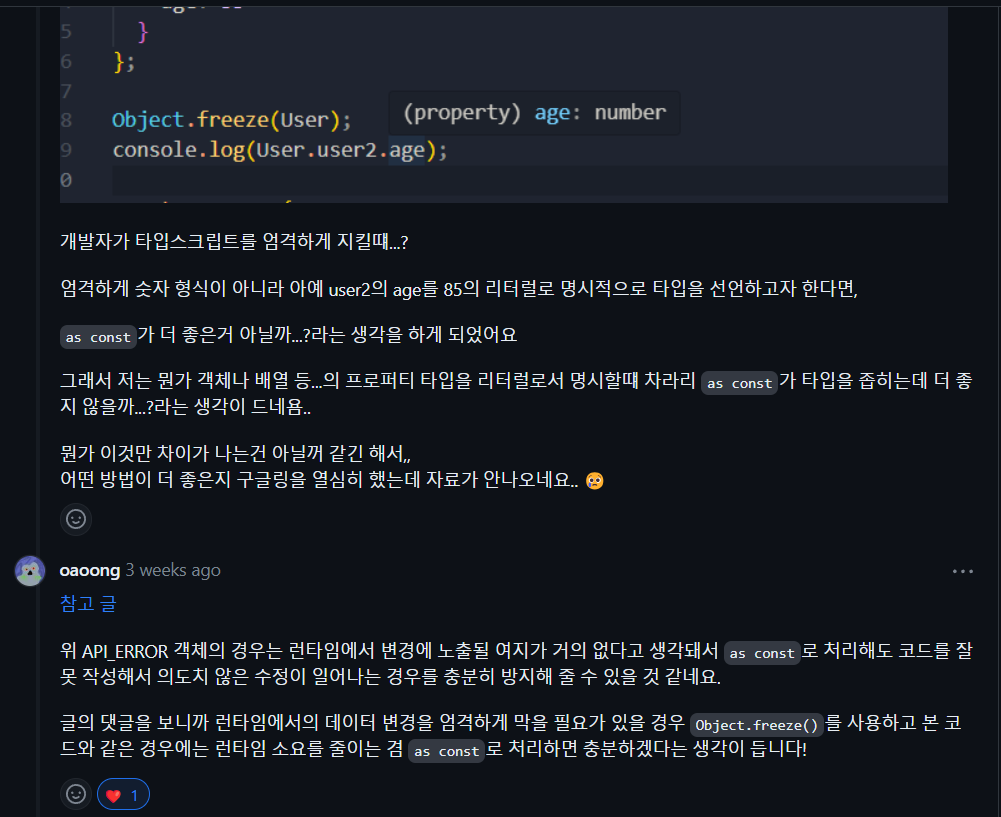 5 }
6 };
7
8 Object.freeze(User);
(property) age: number
9 console.log(User.user2.age);
0
개발자가 타입스크립트를 엄격하게 지킬떄...?
엄격하게 숫자 형식이 아니라 아예 user2의 age를 85의 리터럴로 명시적으로 타입을 선언하고자 한다면,
as const가 더 좋은거 아닐까...?라는 생각을 하게 되었어요
그래서 저는 뭔가 객체나 배열 등...의 프로퍼티 타입을 리터럴로서 명시할떄 차라리 as const가 타입을 좁히는데 더 좋
지 않을까...?라는 생각이 드네욤..
뭔가 이것만 차이가 나는건 아닐꺼 같긴 해서,,
어떤 방법이 더 좋은지 구글링을 열심히 했는데 자료가 안나오네요.. 😢
oaoong 3 weeks ago
참고 글
위 API_ERROR 객체의 경우는 런타임에서 변경에 노출될 여지가 거의 없다고 생각돼서 as const로 처리해도 코드를 잘
못 작성해서 의도치 않은 수정이 일어나는 경우를 충분히 방지해 줄 수 있을 것 같네요.
글의 댓글을 보니까 런타임에서의 데이터 변경을 엄격하게 막을 필요가 있을 경우 Object.freeze()를 사용하고 본 코
드와 같은 경우에는 런타임 소요를 줄이는 겸 as const로 처리하면 충분하겠다는 생각이 듭니다!
❤️ 1